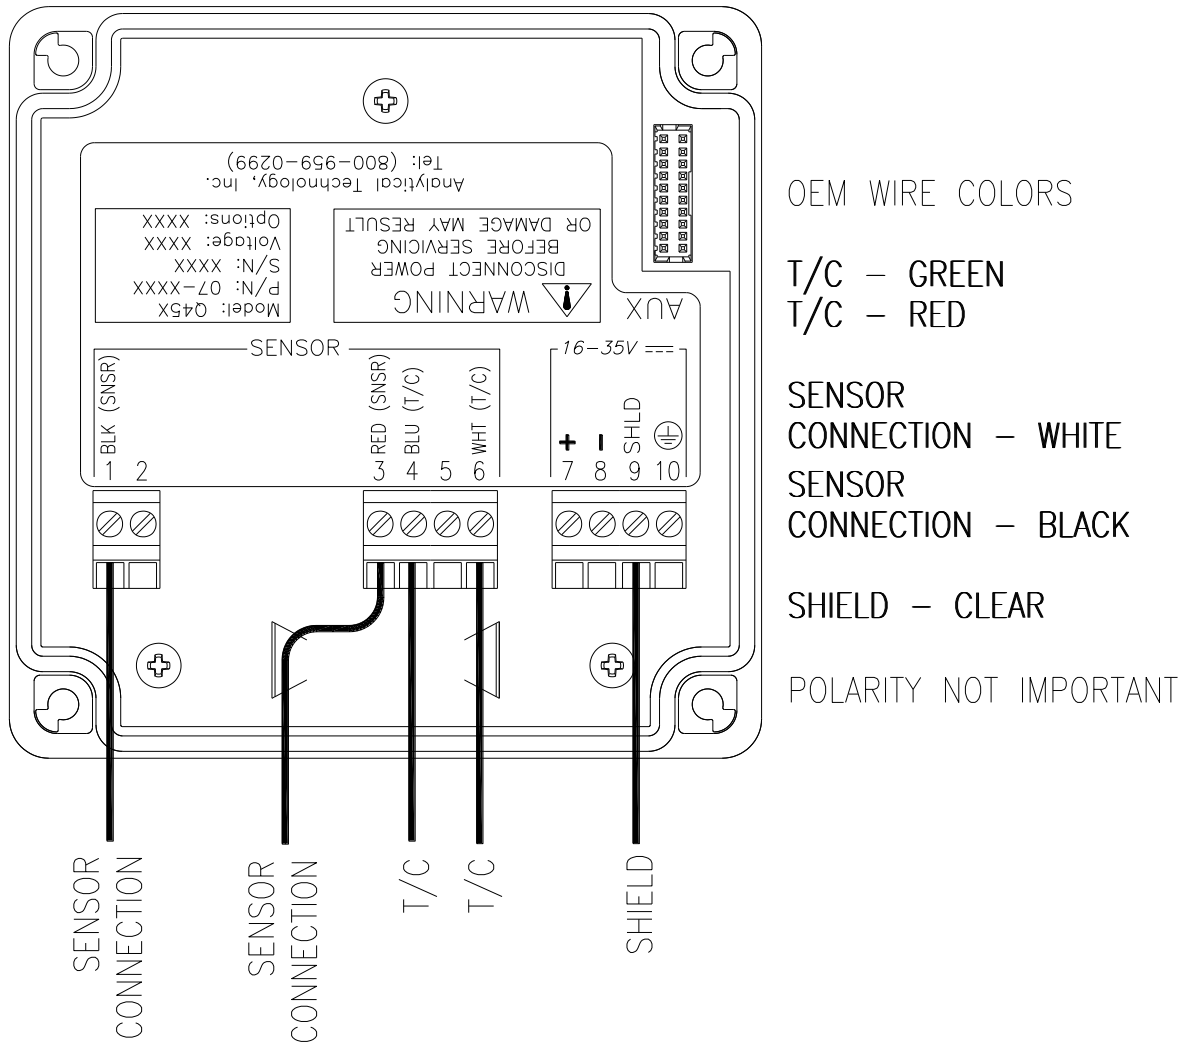 Tel: (800-959-0299)
Analytical Technology, Inc.
Options: XXXX
Voltage: XXXX
S/N: XXXX
P/N: 07-XXXX
Model: Q45X
WARNING
DISCONNECT POWER
BEFORE SERVICING
OR DAMAGE MAY RESULT
AUX
SENSOR
16-35V
BLK (SNSR)
RED (SNSR)
BLU (T/C)
WHT (T/C)
+
-
SHLD
1 2 3 4 5 6 7 8 9 10
SENSOR
CONNECTION
SENSOR
CONNECTION
T/C
T/C
SHIELD
OEM WIRE COLORS
T/C - GREEN
T/C - RED
SENSOR
CONNECTION - WHITE
SENSOR
CONNECTION - BLACK
SHIELD - CLEAR
POLARITY NOT IMPORTANT